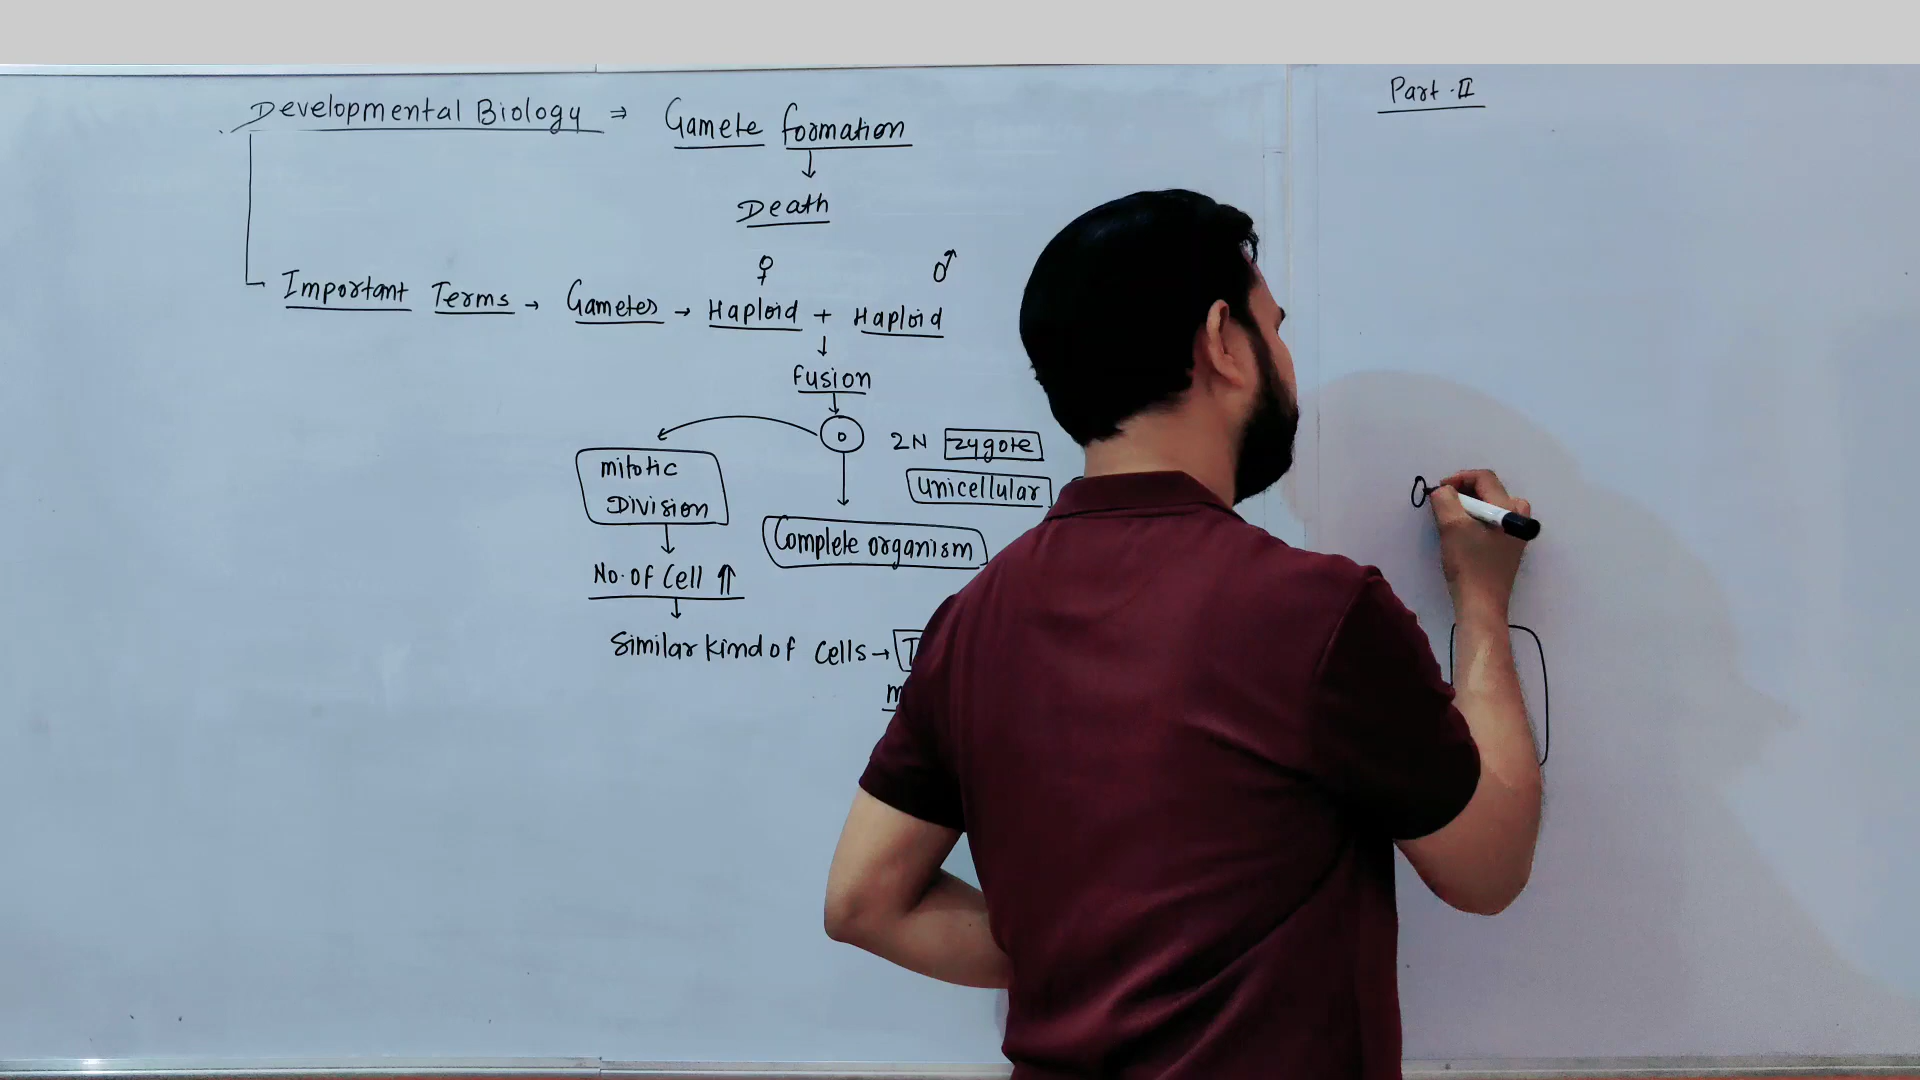 Developmental Biology ⇒ Gamete formation
↓
Death
♀ ♂
Important Terms → Gametes → Haploid + Haploid
↓
Fusion
↓
2N zygote
unicellular
mitotic
Division
Complete organism
No. of Cell ⇑
↓
Similar kind of cells →
Part-II